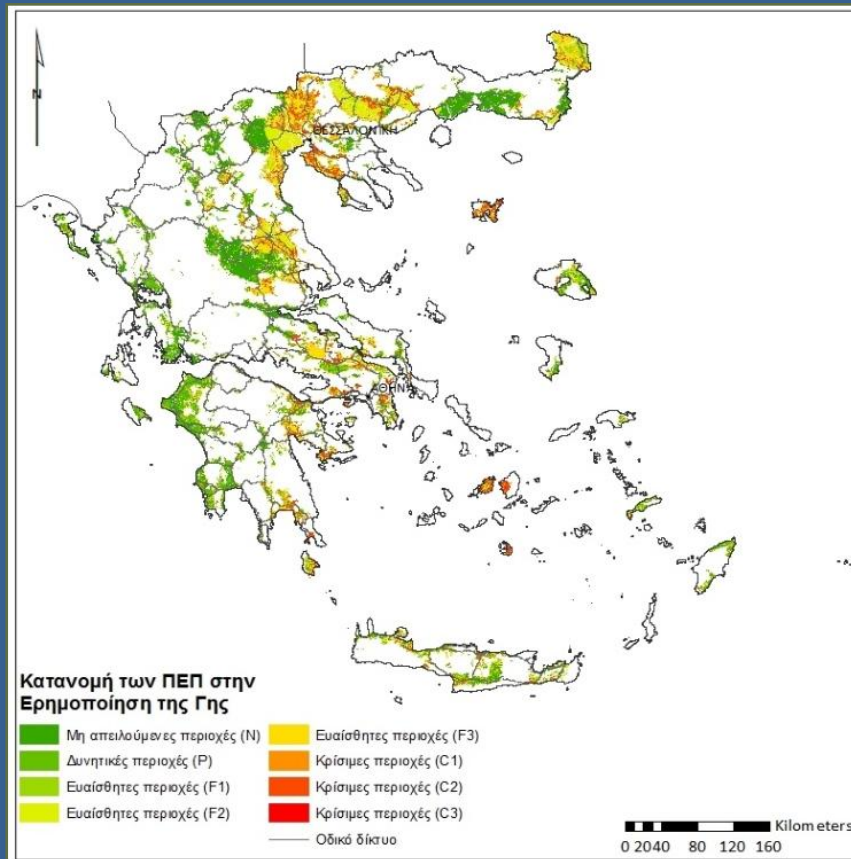 N
ΘΕΣΣΑΛΟΝΙΚΗ
ΑΘΗΝΑ
Κατανομή των ΠΕΠ στην
Ερημοποίηση της Γης
Μη απειλούμενες περιοχές (N)
Δυνητικές περιοχές (P)
Ευαίσθητες περιοχές (F1)
Ευαίσθητες περιοχές (F2)
Ευαίσθητες περιοχές (F3)
Κρίσιμες περιοχές (C1)
Κρίσιμες περιοχές (C2)
Κρίσιμες περιοχές (C3)
Οδικό δίκτυο
Kilometers
0 20 40 80 120 160